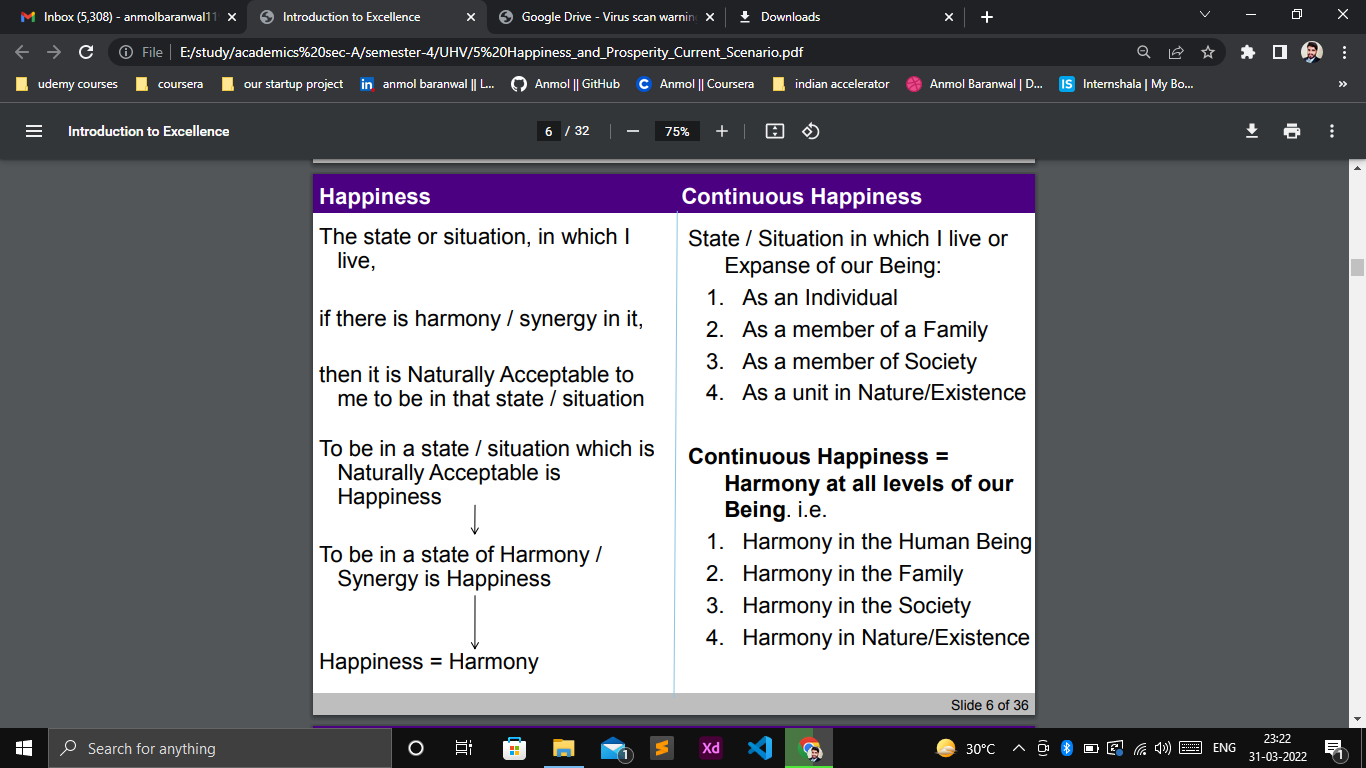 Inbox (5,308) - anmolbaranwal11
Introduction to Excellence
Google Drive - Virus scan warnin
Downloads
File
E:/study/academics%20sec-A/semester-4/UHV/5%20Happiness_and_Prosperity_Current_Scenario.pdf
udemy courses
coursera
our startup project
in anmol baranwal || L...
Anmol || GitHub
C Anmol || Coursera
indian accelerator
Anmol Baranwal | D...
IS Internshala | My Bo...
»
Introduction to Excellence
6 / 32
75%
Happiness
The state or situation, in which I
live,
if there is harmony / synergy in it,
then it is Naturally Acceptable to
me to be in that state / situation
To be in a state / situation which is
Naturally Acceptable is
Happiness
To be in a state of Harmony /
Synergy is Happiness
Happiness = Harmony
Continuous Happiness
State / Situation in which I live or
Expanse of our Being:
1. As an Individual
2. As a member of a Family
3. As a member of Society
4. As a unit in Nature/Existence
Continuous Happiness =
Harmony at all levels of our
Being. i.e.
1. Harmony in the Human Being
2. Harmony in the Family
3. Harmony in the Society
4. Harmony in Nature/Existence
Slide 6 of 36
Search for anything
1
Xd
30°C
ENG
23:22
31-03-2022
1